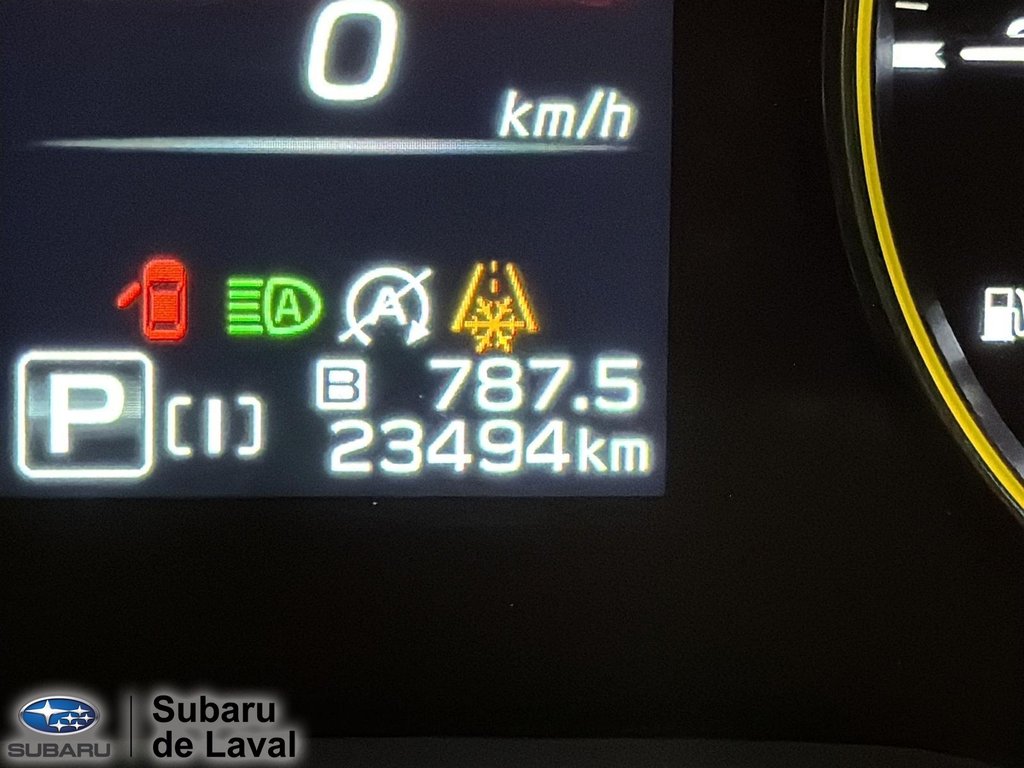 0
km/h
A A
P (I) B 787.5
23494km
SUBARU
Subaru
de Laval